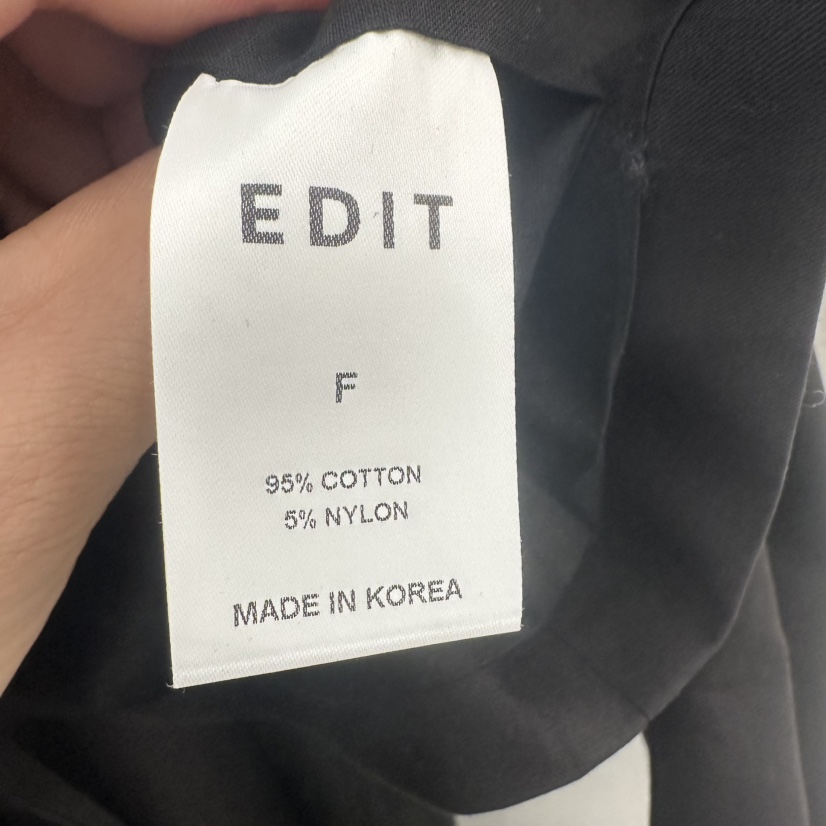 EDIT
F
95% COTTON
5% NYLON
MADE IN KOREA